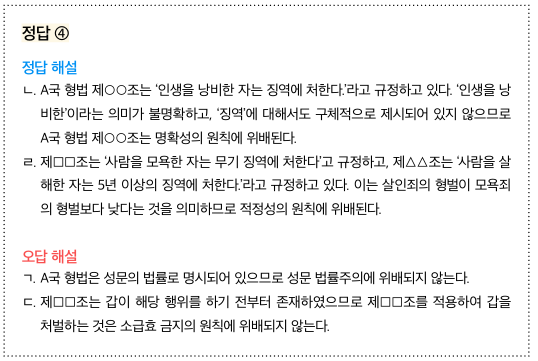 정답 ④
정답 해설
ㄴ. A국 형법 제○○조는 ‘인생을 낭비한 자는 징역에 처한다.’라고 규정하고 있다. ‘인생을 낭
비한’이라는 의미가 불명확하고, ‘징역’에 대해서도 구체적으로 제시되어 있지 않으므로
A국 형법 제○○조는 명확성의 원칙에 위배된다.
ㄹ. 제□□조는 ‘사람을 모욕한 자는 무기 징역에 처한다’고 규정하고, 제△△조는 ‘사람을 살
해한 자는 5년 이상의 징역에 처한다.’라고 규정하고 있다. 이는 살인죄의 형벌이 모욕죄
의 형벌보다 낮다는 것을 의미하므로 적정성의 원칙에 위배된다.
오답 해설
ㄱ. A국 형법은 성문의 법률로 명시되어 있으므로 성문 법률주의에 위배되지 않는다.
ㄷ. 제□□조는 갑이 해당 행위를 하기 전부터 존재하였으므로 제□□조를 적용하여 갑을
처벌하는 것은 소급효 금지의 원칙에 위배되지 않는다.